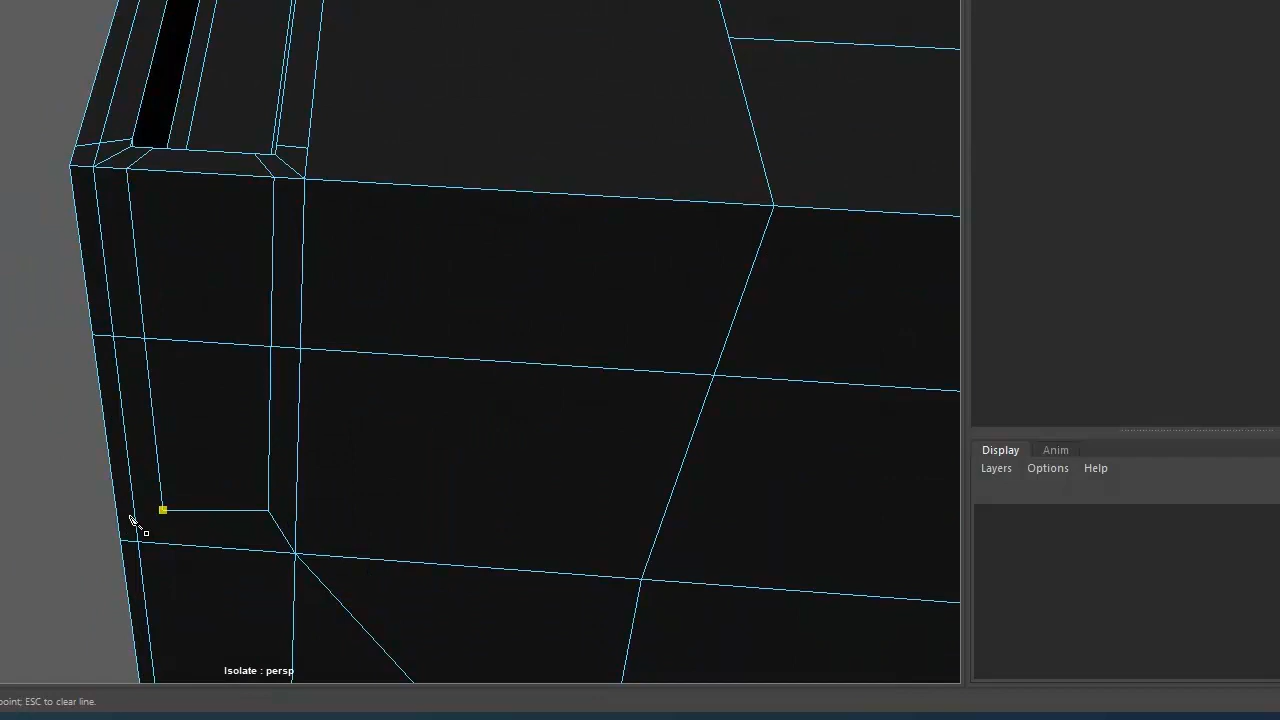 Display Anim
Layers Options Help
Isolate : persp
point; ESC to clear line.